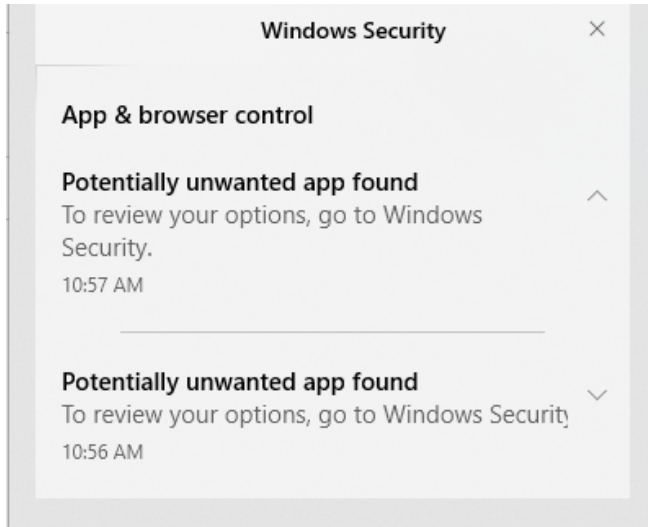 Windows Security
App & browser control
Potentially unwanted app found
To review your options, go to Windows
Security.
10:57 AM
Potentially unwanted app found
To review your options, go to Windows Security
10:56 AM